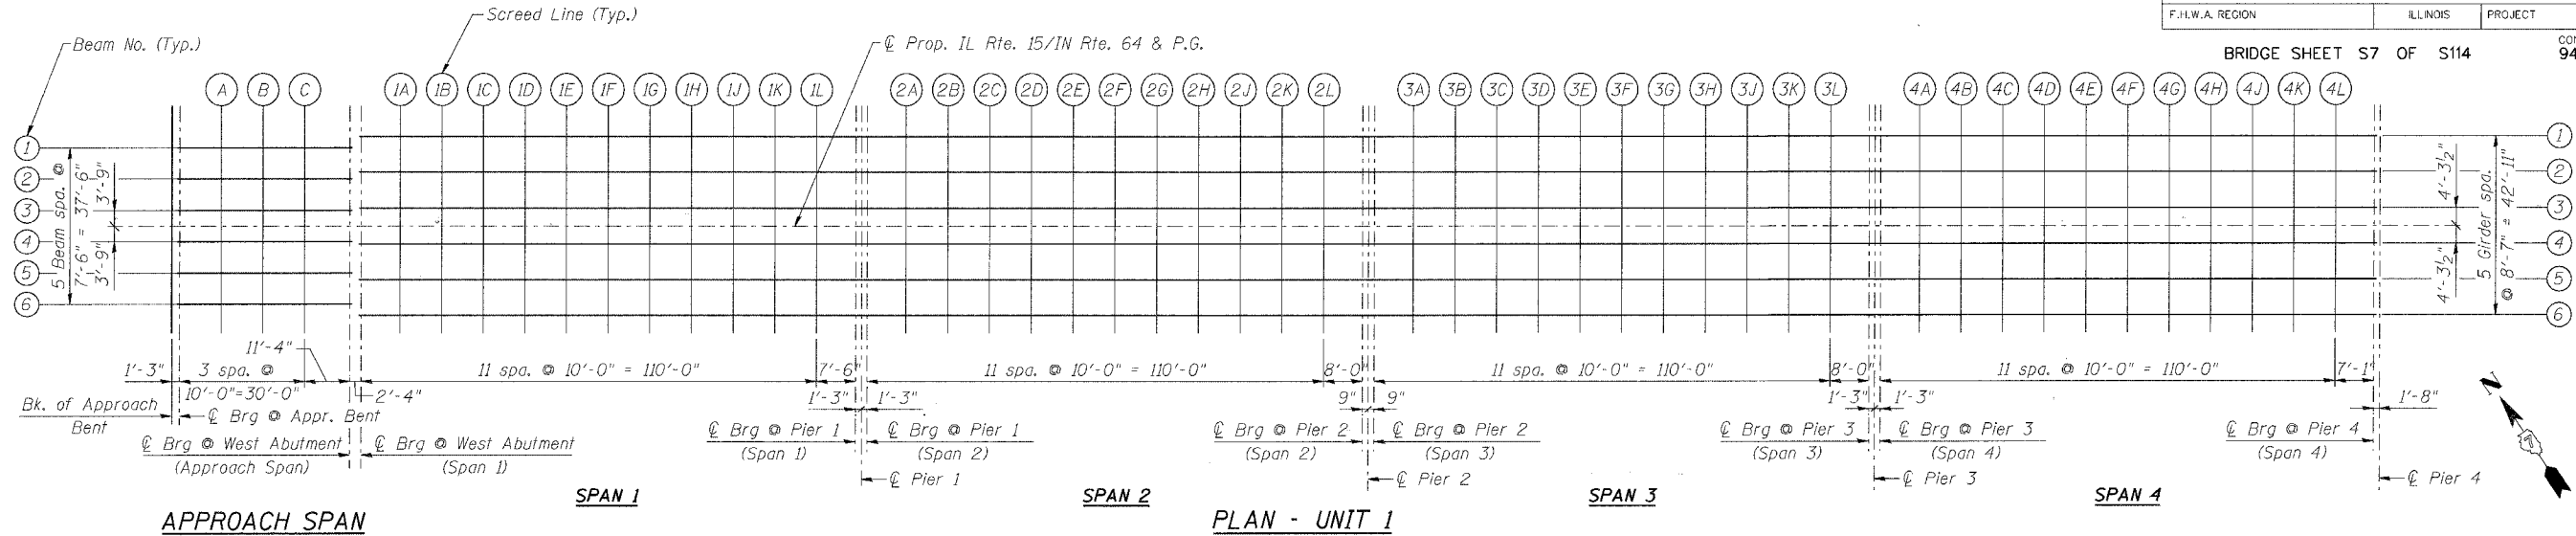 F.H.W.A. REGION ILLINOIS PROJECT
BRIDGE SHEET S7 OF S114
94
Screed Line (Typ.)
Beam No. (Typ.)
℄ Prop. IL Rte. 15/IN Rte. 64 & P.G.
A B C 1A 1B 1C 1D 1E 1F 1G 1H 1J 1K 1L 2A 2B 2C 2D 2E 2F 2G 2H 2J 2K 2L 3A 3B 3C 3D 3E 3F 3G 3H 3J 3K 3L 4A 4B 4C 4D 4E 4F 4G 4H 4J 4K 4L
1
2
3
4
5
6
5 Beam spa. @
7'-6" = 37'-6"
3'-9"
3'-9"
4'-3½"
4'-3½"
5 Girder spa.
@ 8'-7" = 42'-11"
1
2
3
4
5
6
11'-4"
1'-3" 3 spa. @ 11 spa. @ 10'-0" = 110'-0" 7'-6" 11 spa. @ 10'-0" = 110'-0" 8'-0" 11 spa. @ 10'-0" = 110'-0" 8'-0" 11 spa. @ 10'-0" = 110'-0" 7'-1"
10'-0"=30'-0" 2'-4" 1'-3" 1'-3" 9" 9" 1'-3" 1'-3" 1'-8"
Bk. of Approach
Bent
℄ Brg @ Appr. Bent
℄ Brg @ West Abutment
(Approach Span)
℄ Brg @ West Abutment
(Span 1)
℄ Brg @ Pier 1
(Span 1)
℄ Brg @ Pier 1
(Span 2)
℄ Brg @ Pier 2
(Span 2)
℄ Brg @ Pier 2
(Span 3)
℄ Brg @ Pier 3
(Span 3)
℄ Brg @ Pier 3
(Span 4)
℄ Brg @ Pier 4
(Span 4)
℄ Pier 1
℄ Pier 2
℄ Pier 3
℄ Pier 4
N
SPAN 1
SPAN 2
SPAN 3
SPAN 4
APPROACH SPAN
PLAN - UNIT 1